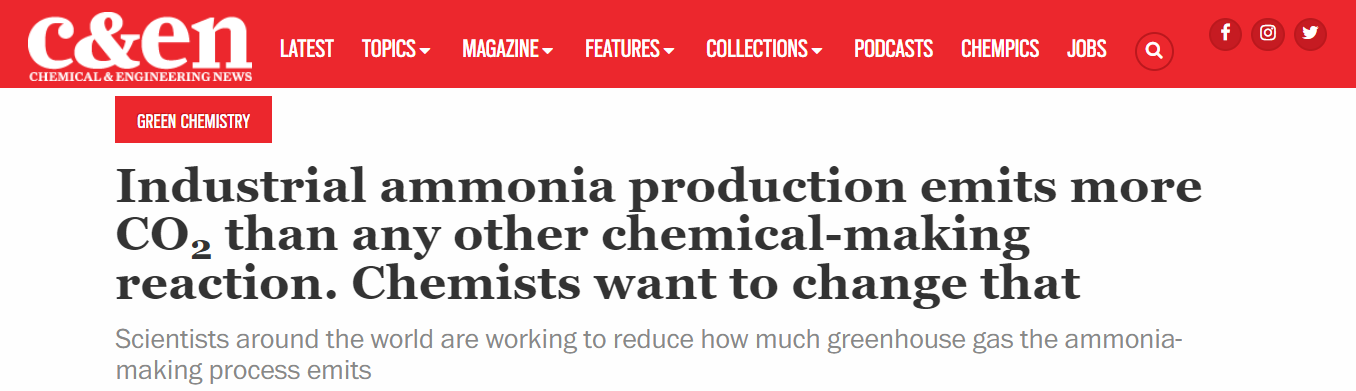 c&en
CHEMICAL & ENGINEERING NEWS
LATEST TOPICS MAGAZINE FEATURES COLLECTIONS PODCASTS CHEMPICS JOBS
GREEN CHEMISTRY
Industrial ammonia production emits more
CO₂ than any other chemical-making
reaction. Chemists want to change that
Scientists around the world are working to reduce how much greenhouse gas the ammonia-
making process emits